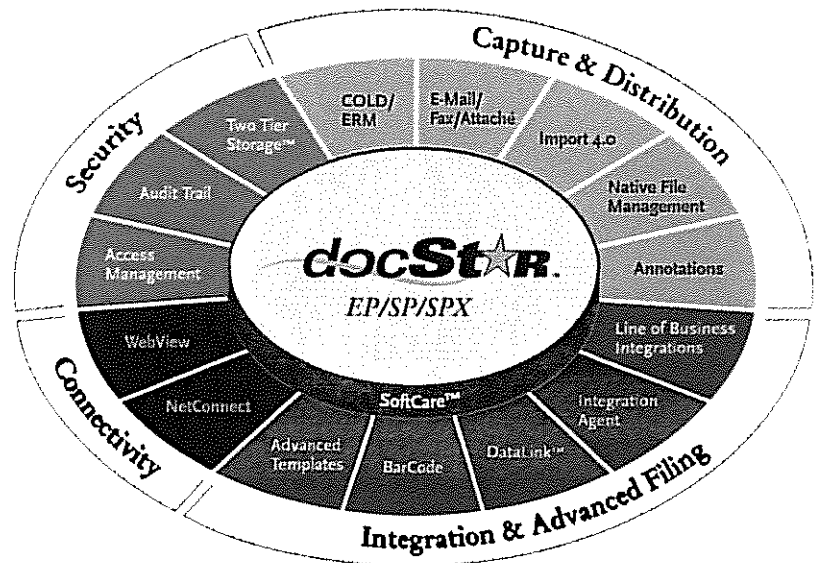 Capture & Distribution
COLD/
ERM
E-Mail/
Fax/Attaché
Import 4.0
Native File
Management
Annotations
Security
Two Tier
Storage™
Audit Trail
Access
Management
docStAR™
EP/SP/SPX
SoftCare™
Connectivity
WebView
NetConnect
Integration & Advanced Filing
Advanced
Templates
BarCode
DataLink™
Integration
Agent
Line of Business
Integrations